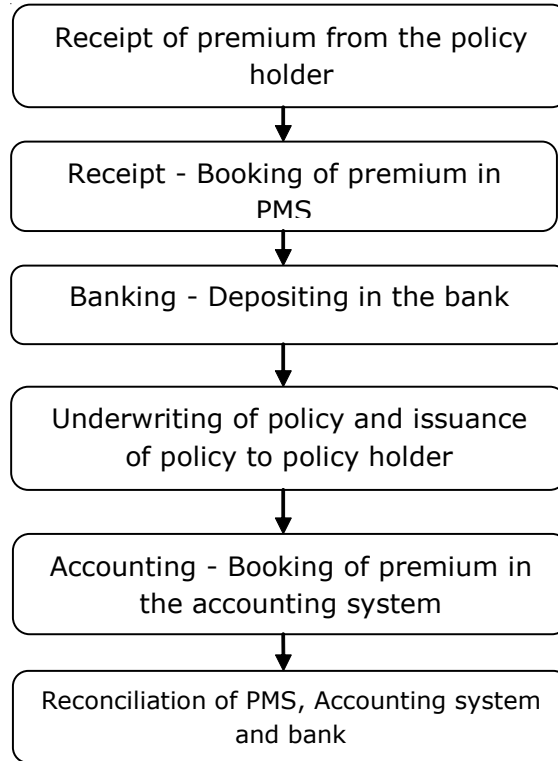 Receipt of premium from the policy
holder
Receipt - Booking of premium in
PMS
Banking - Depositing in the bank
Underwriting of policy and issuance
of policy to policy holder
Accounting - Booking of premium in
the accounting system
Reconciliation of PMS, Accounting system
and bank